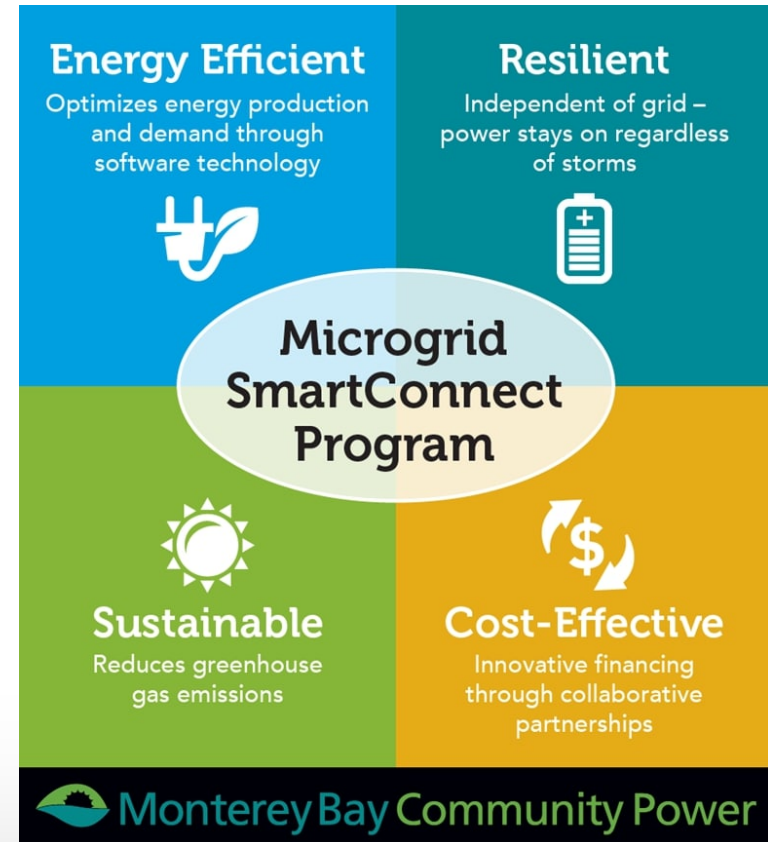 Energy Efficient
Optimizes energy production
and demand through
software technology
Resilient
Independent of grid –
power stays on regardless
of storms
Microgrid
SmartConnect
Program
Sustainable
Reduces greenhouse
gas emissions
$
Cost-Effective
Innovative financing
through collaborative
partnerships
Monterey Bay Community Power